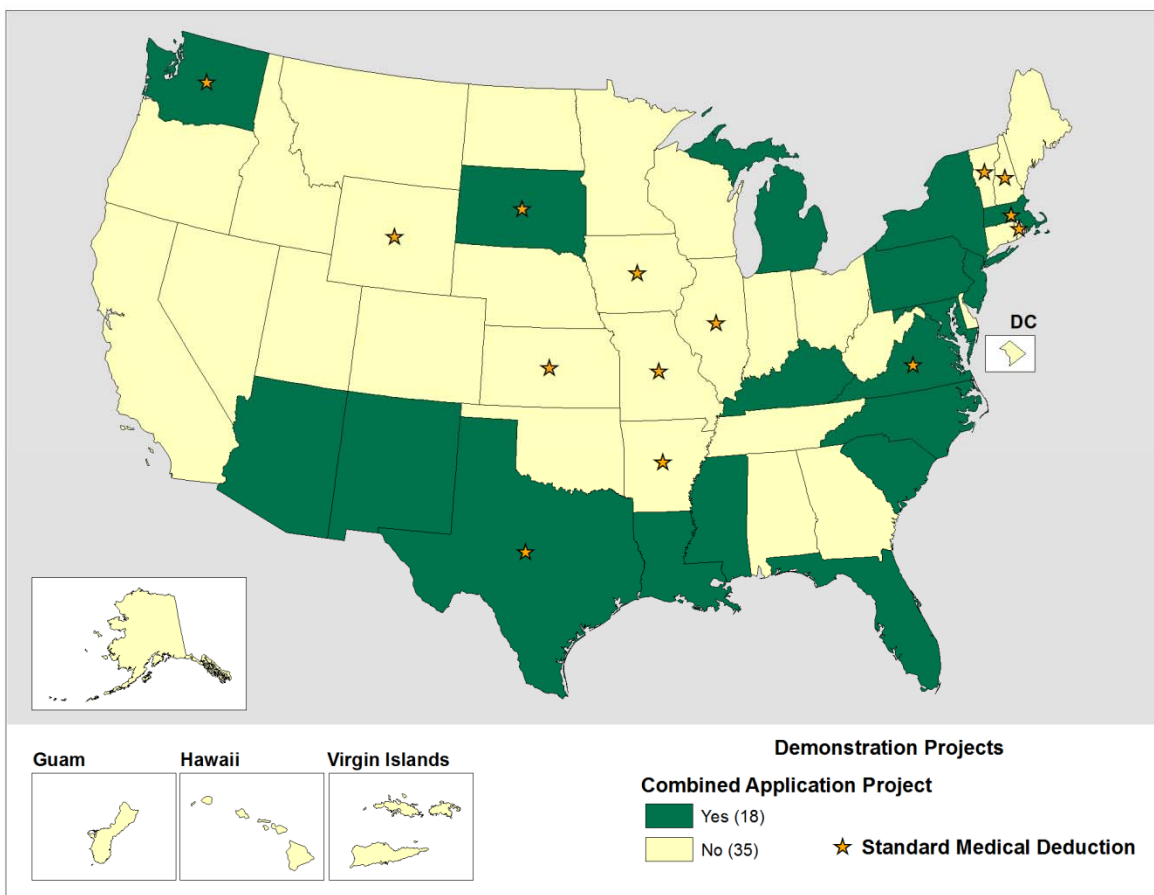 DC
Guam
Hawaii
Virgin Islands
Demonstration Projects
Combined Application Project
Yes (18)
No (35)
Standard Medical Deduction